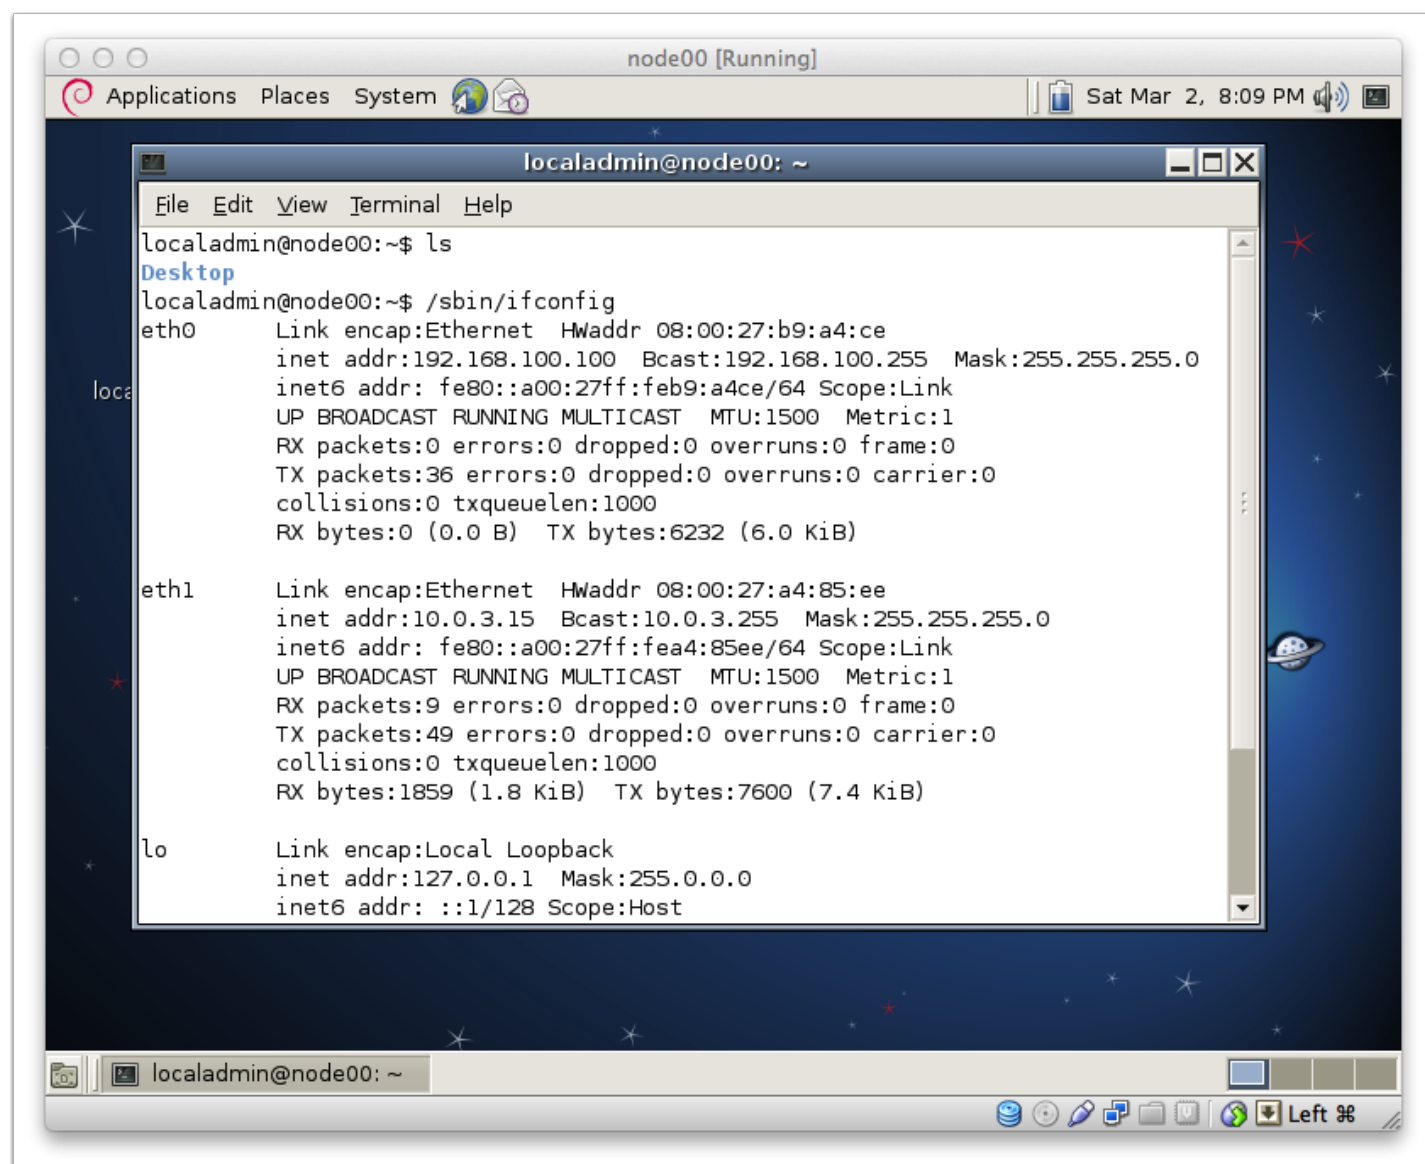 node00 [Running]
Applications Places System Sat Mar 2, 8:09 PM
localadmin@node00: ~
File Edit View Terminal Help
localadmin@node00:~$ ls
Desktop
localadmin@node00:~$ /sbin/ifconfig
eth0 Link encap:Ethernet HWaddr 08:00:27:b9:a4:ce
inet addr:192.168.100.100 Bcast:192.168.100.255 Mask:255.255.255.0
inet6 addr: fe80::a00:27ff:feb9:a4ce/64 Scope:Link
UP BROADCAST RUNNING MULTICAST MTU:1500 Metric:1
RX packets:0 errors:0 dropped:0 overruns:0 frame:0
TX packets:36 errors:0 dropped:0 overruns:0 carrier:0
collisions:0 txqueuelen:1000
RX bytes:0 (0.0 B) TX bytes:6232 (6.0 KiB)
eth1 Link encap:Ethernet HWaddr 08:00:27:a4:85:ee
inet addr:10.0.3.15 Bcast:10.0.3.255 Mask:255.255.255.0
inet6 addr: fe80::a00:27ff:fea4:85ee/64 Scope:Link
UP BROADCAST RUNNING MULTICAST MTU:1500 Metric:1
RX packets:9 errors:0 dropped:0 overruns:0 frame:0
TX packets:49 errors:0 dropped:0 overruns:0 carrier:0
collisions:0 txqueuelen:1000
RX bytes:1859 (1.8 KiB) TX bytes:7600 (7.4 KiB)
lo Link encap:Local Loopback
inet addr:127.0.0.1 Mask:255.0.0.0
inet6 addr: ::1/128 Scope:Host
loca
localadmin@node00: ~
Left ⌘